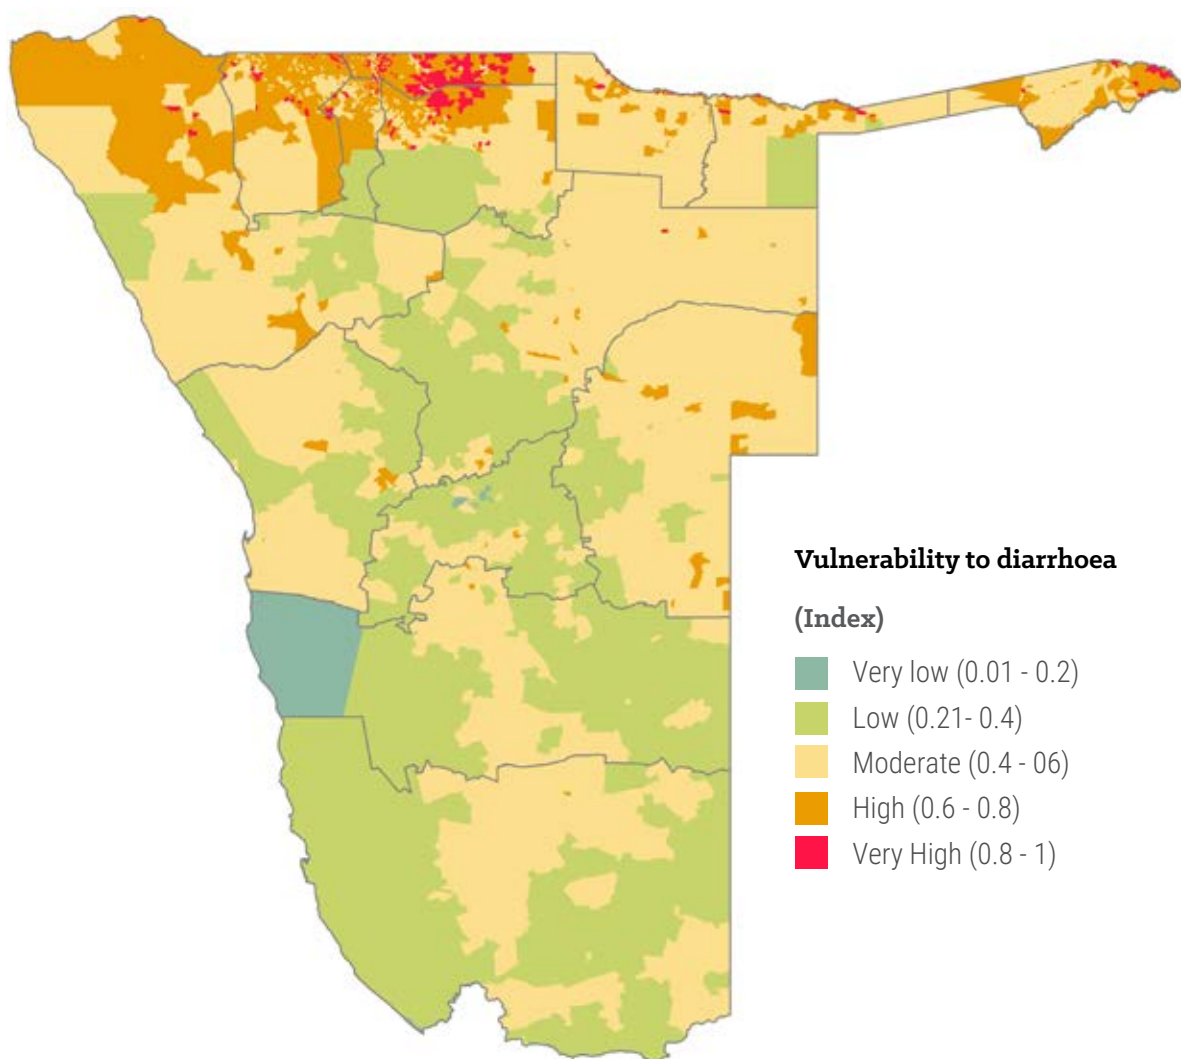 Vulnerability to diarrhoea
(Index)
Very low (0.01 - 0.2)
Low (0.21- 0.4)
Moderate (0.4 - 06)
High (0.6 - 0.8)
Very High (0.8 - 1)